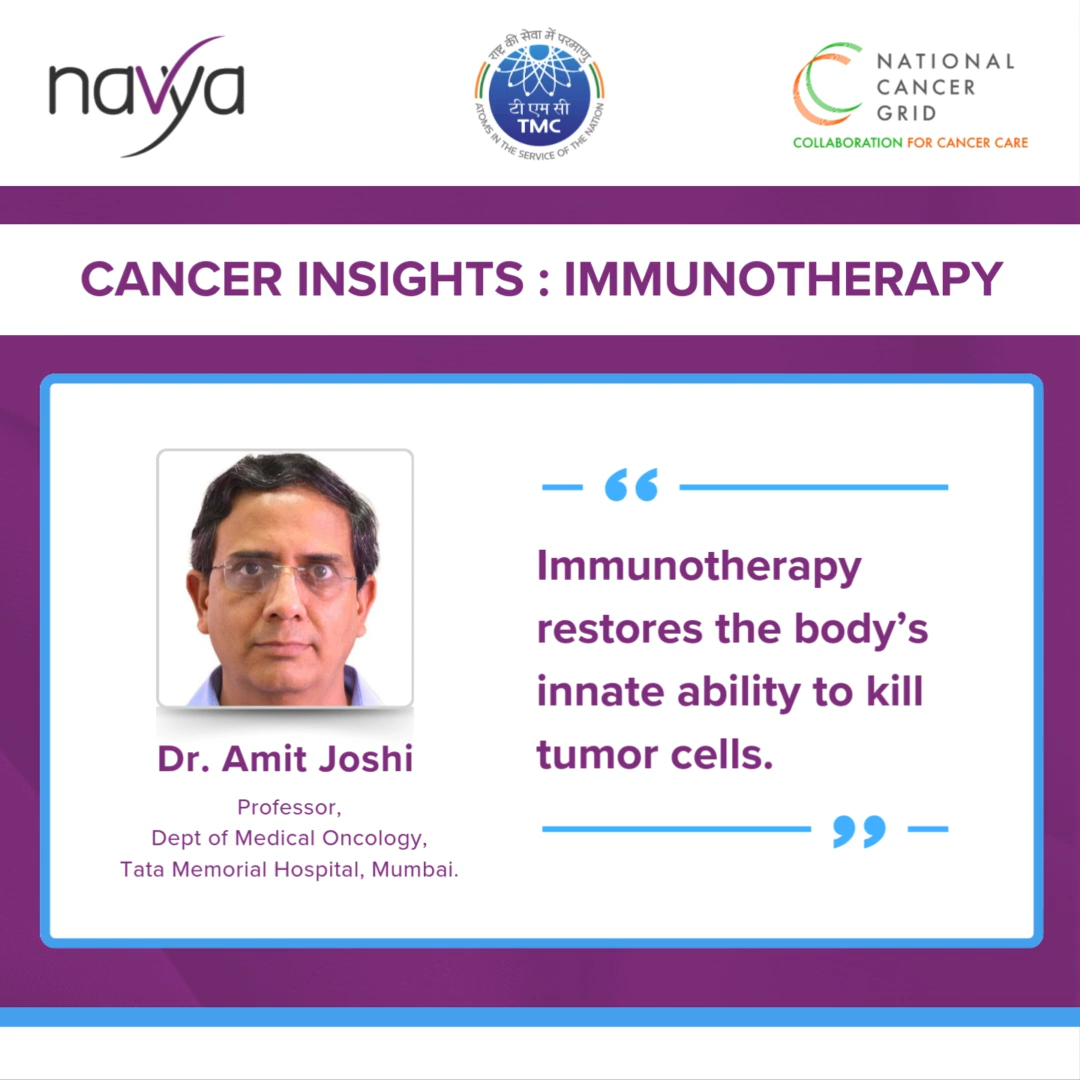 navya
राष्ट्र की सेवा में परमाणु
टी एम सी
TMC
ATOMS IN THE SERVICE OF THE NATION
NATIONAL
CANCER
GRID
COLLABORATION FOR CANCER CARE
CANCER INSIGHTS : IMMUNOTHERAPY
“
Immunotherapy
restores the body’s
innate ability to kill
tumor cells.
”
Dr. Amit Joshi
Professor,
Dept of Medical Oncology,
Tata Memorial Hospital, Mumbai.